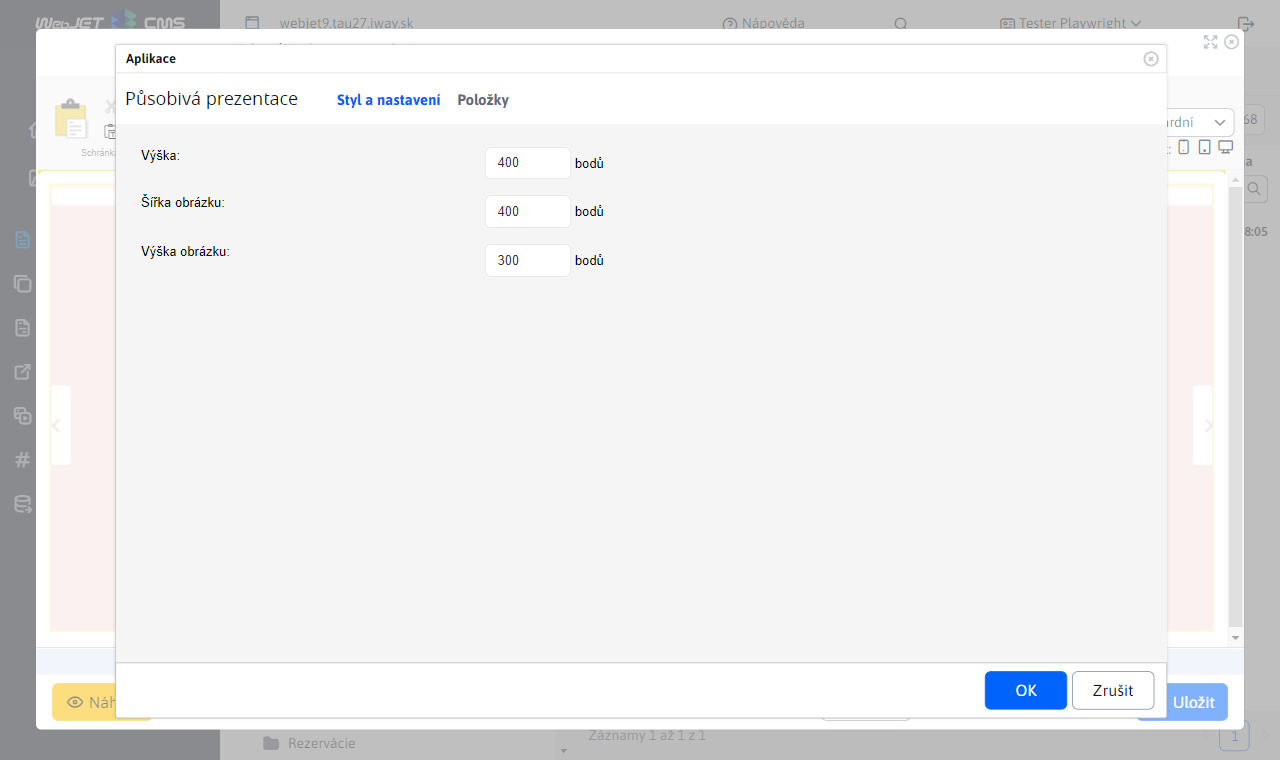 WebJET CMS
webjet9.tau27.iway.sk
Nápověda
Tester Playwright
Aplikace
Působivá prezentace
Styl a nastavení
Položky
Schránka
rdní
68
Výška:
400 bodů
Šířka obrázku:
400 bodů
Výška obrázku:
300 bodů
8:05
OK
Zrušit
Náh
Uložit
Rezervácie
Záznamy 1 až 1 z 1
1